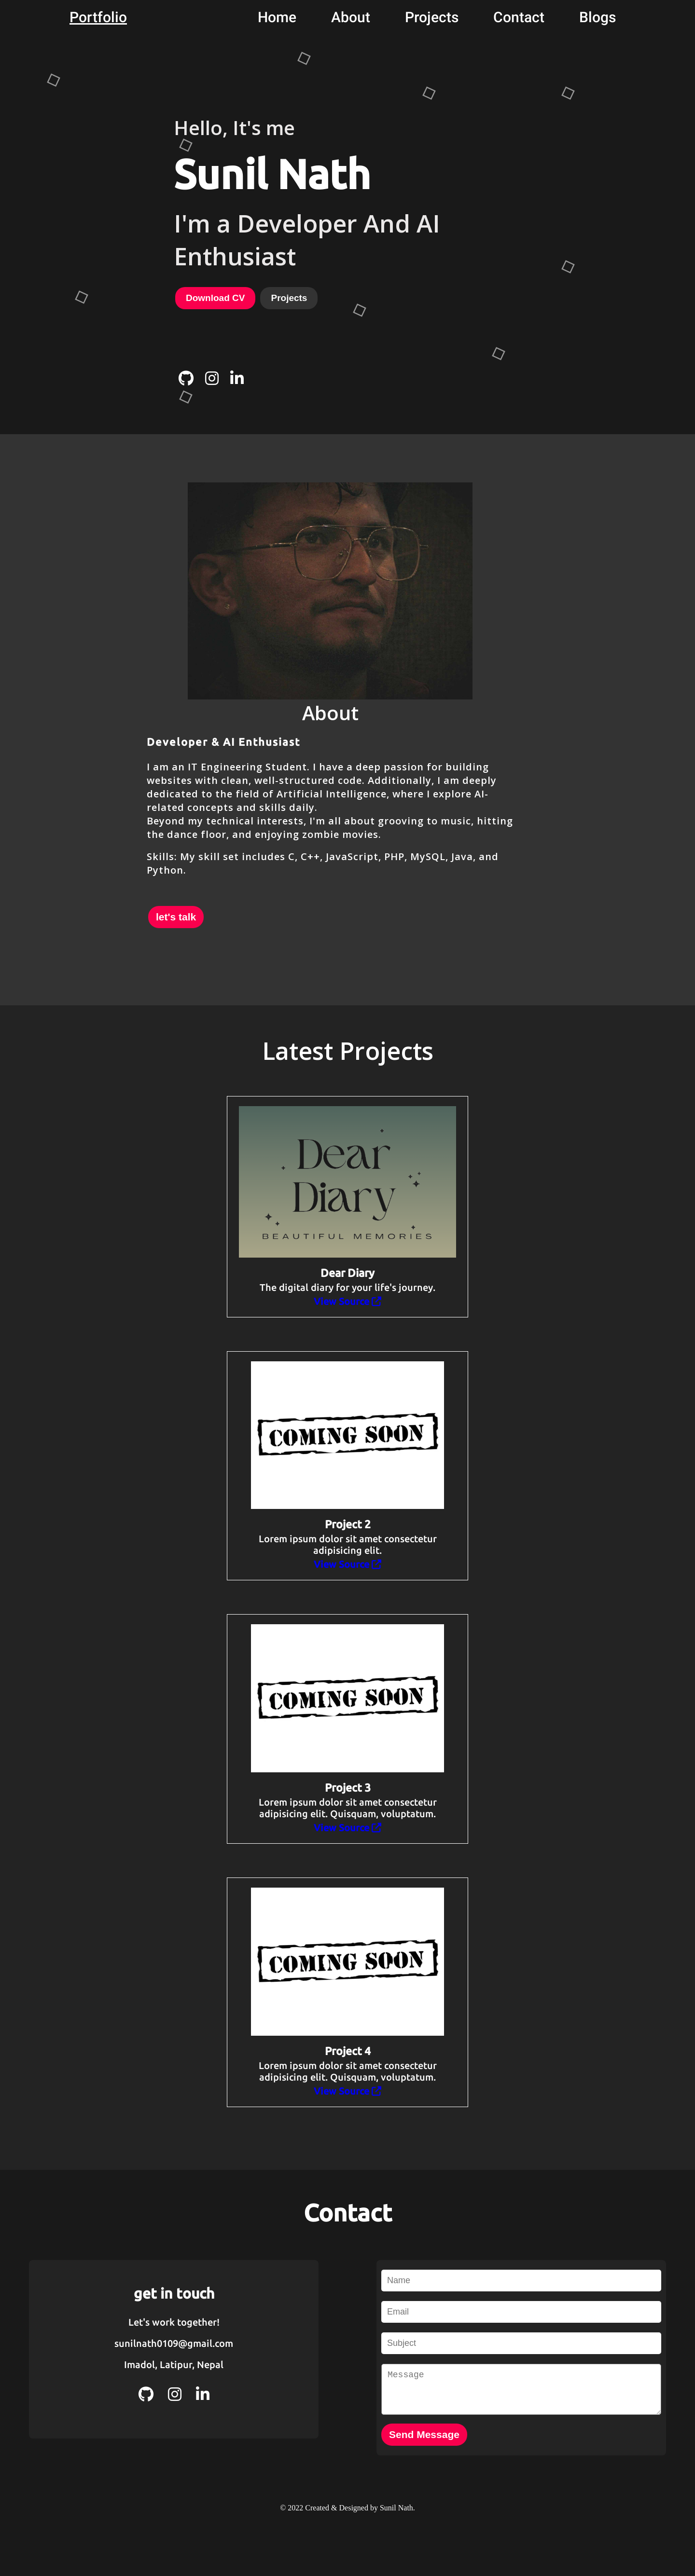 Portfolio Home About Projects Contact Blogs
Hello, It's me
Sunil Nath
I'm a Developer And AI
Enthusiast
Download CV Projects
About
Developer & AI Enthusiast
I am an IT Engineering Student. I have a deep passion for building
websites with clean, well-structured code. Additionally, I am deeply
dedicated to the field of Artificial Intelligence, where I explore AI-
related concepts and skills daily.
Beyond my technical interests, I'm all about grooving to music, hitting
the dance floor, and enjoying zombie movies.
Skills: My skill set includes C, C++, JavaScript, PHP, MySQL, Java, and
Python.
let's talk
Latest Projects
Dear
Diary
BEAUTIFUL MEMORIES
Dear Diary
The digital diary for your life's journey.
View Source
COMING SOON
Project 2
Lorem ipsum dolor sit amet consectetur
adipisicing elit.
View Source
COMING SOON
Project 3
Lorem ipsum dolor sit amet consectetur
adipisicing elit. Quisquam, voluptatum.
View Source
COMING SOON
Project 4
Lorem ipsum dolor sit amet consectetur
adipisicing elit. Quisquam, voluptatum.
View Source
Contact
get in touch
Let's work together!
sunilnath0109@gmail.com
Imadol, Latipur, Nepal
Name
Email
Subject
Message
Send Message
© 2022 Created & Designed by Sunil Nath.